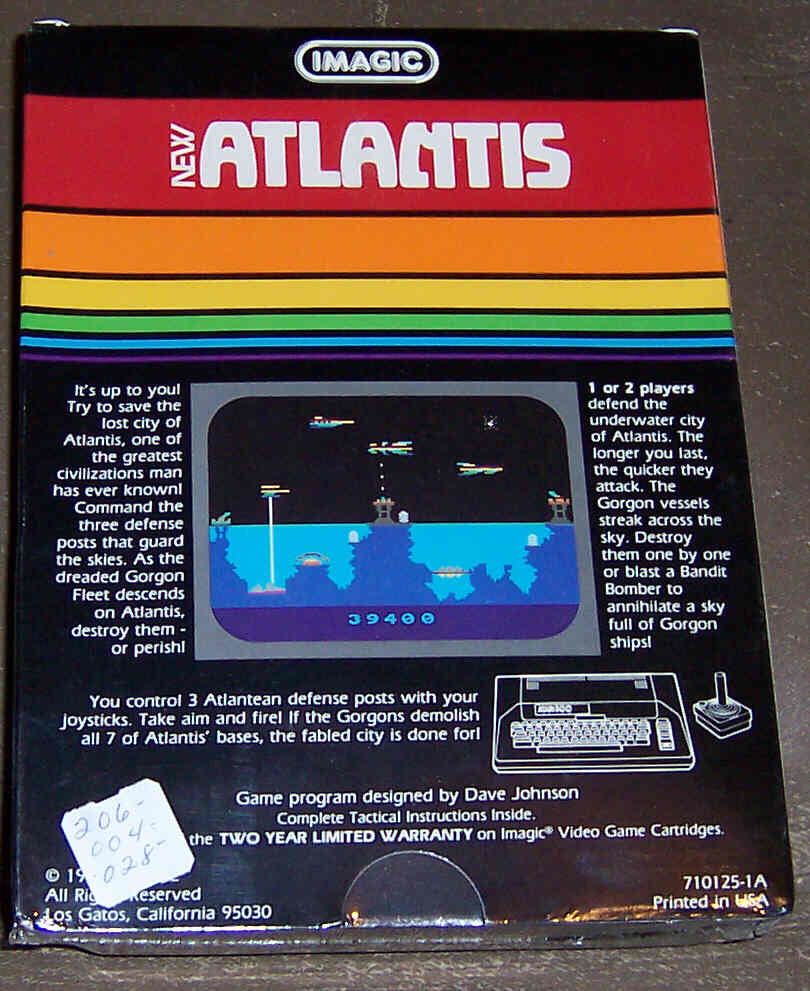 IMAGIC
NEW ATLANTIS
It's up to you!
Try to save the
lost city of
Atlantis, one of
the greatest
civilizations man
has ever known!
Command the
three defense
posts that guard
the skies. As the
dreaded Gorgon
Fleet descends
on Atlantis,
destroy them -
or perish!
39400
1 or 2 players
defend the
underwater city
of Atlantis. The
longer you last,
the quicker they
attack. The
Gorgon vessels
streak across the
sky. Destroy
them one by one
or blast a Bandit
Bomber to
annihilate a sky
full of Gorgon
ships!
You control 3 Atlantean defense posts with your
joysticks. Take aim and fire! If the Gorgons demolish
all 7 of Atlantis' bases, the fabled city is done for!
Game program designed by Dave Johnson
Complete Tactical Instructions Inside.
the TWO YEAR LIMITED WARRANTY on Imagic® Video Game Cartridges.
206-
004-
028-
© 19
All Reserved
Los Gatos, California 95030
710125-1A
Printed in USA